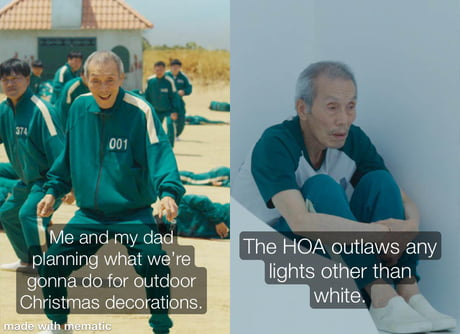 374
001
Me and my dad
planning what we're
gonna do for outdoor
Christmas decorations.
The HOA outlaws any
lights other than
white.
made with mematic